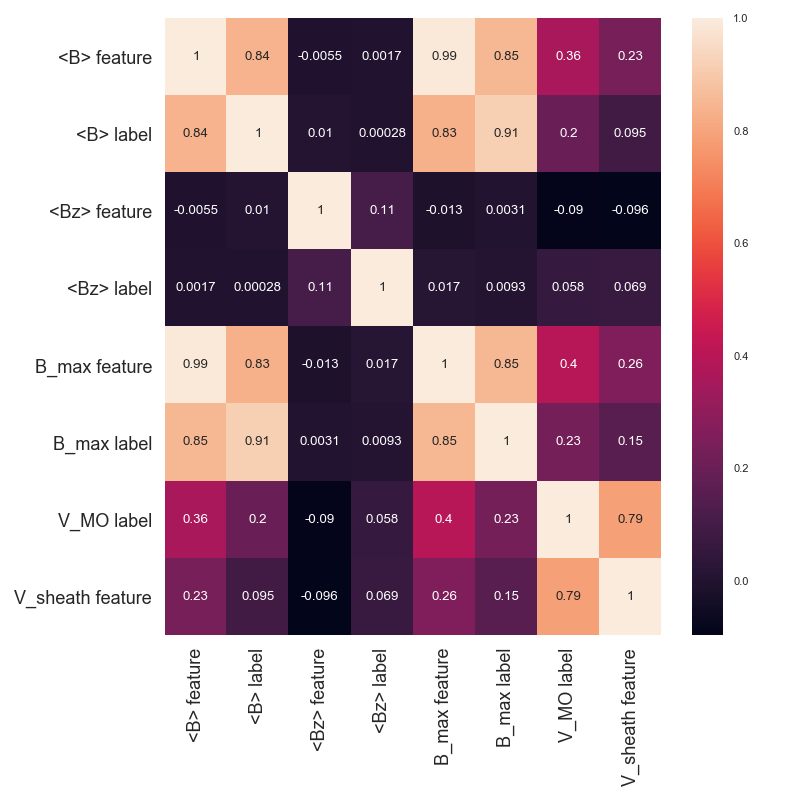 <B> feature 1 0.84 -0.0055 0.0017 0.99 0.85 0.36 0.23
<B> label 0.84 1 0.01 0.00028 0.83 0.91 0.2 0.095
<Bz> feature -0.0055 0.01 1 0.11 -0.013 0.0031 -0.09 -0.096
<Bz> label 0.0017 0.00028 0.11 1 0.017 0.0093 0.058 0.069
B_max feature 0.99 0.83 -0.013 0.017 1 0.85 0.4 0.26
B_max label 0.85 0.91 0.0031 0.0093 0.85 1 0.23 0.15
V_MO label 0.36 0.2 -0.09 0.058 0.4 0.23 1 0.79
V_sheath feature 0.23 0.095 -0.096 0.069 0.26 0.15 0.79 1
<B> feature
<B> label
<Bz> feature
<Bz> label
B_max feature
B_max label
V_MO label
V_sheath feature
1.0
0.8
0.6
0.4
0.2
0.0